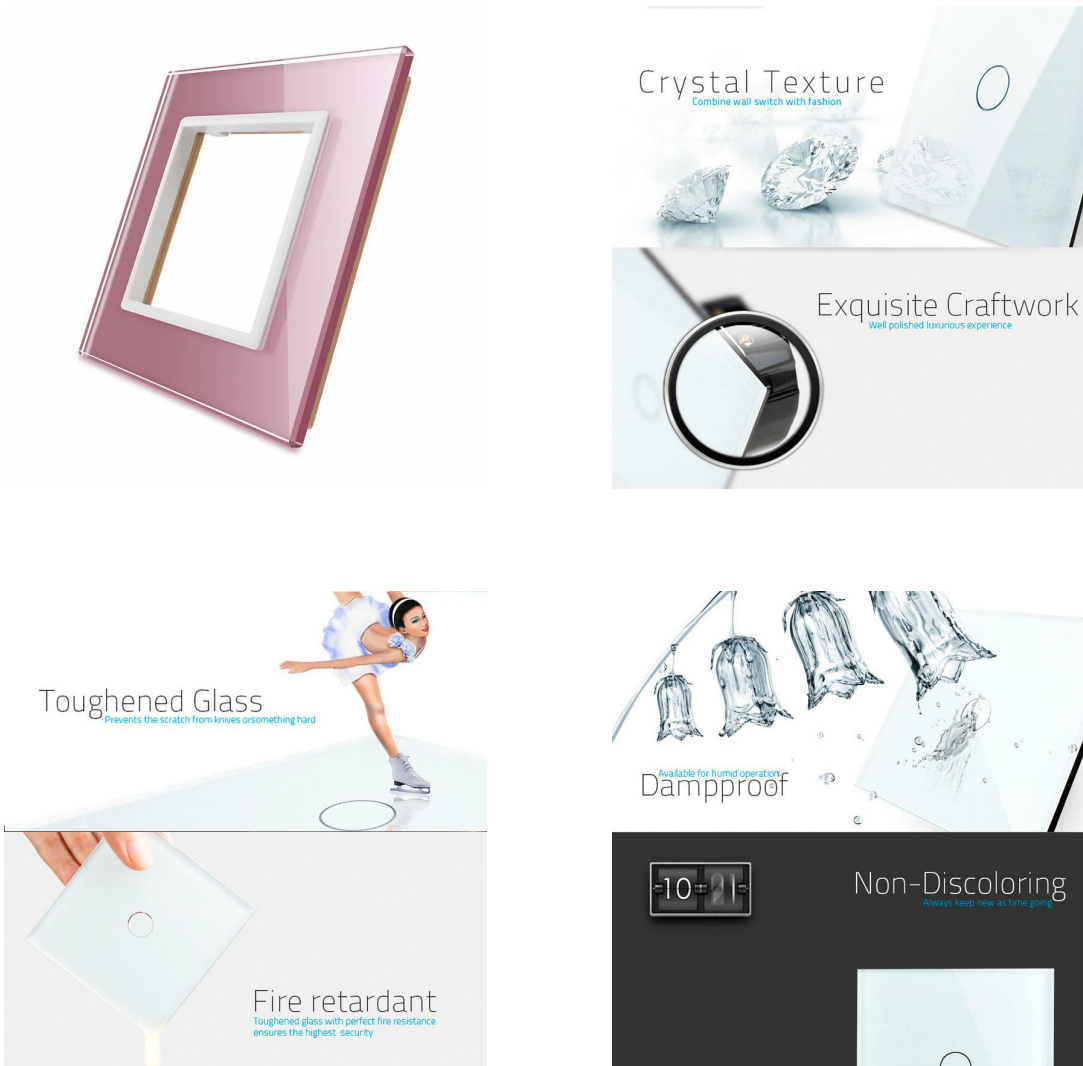 Crystal Texture
Combine wall switch with fashion
Exquisite Craftwork
Well polished luxurious experience
Toughened Glass
Prevents the scratch from knives orsomething hard
Available for humid operation
Dampproof
Fire retardant
Toughened glass with perfect fire resistance
ensures the highest security
10
Non-Discoloring
Always keep new as time going